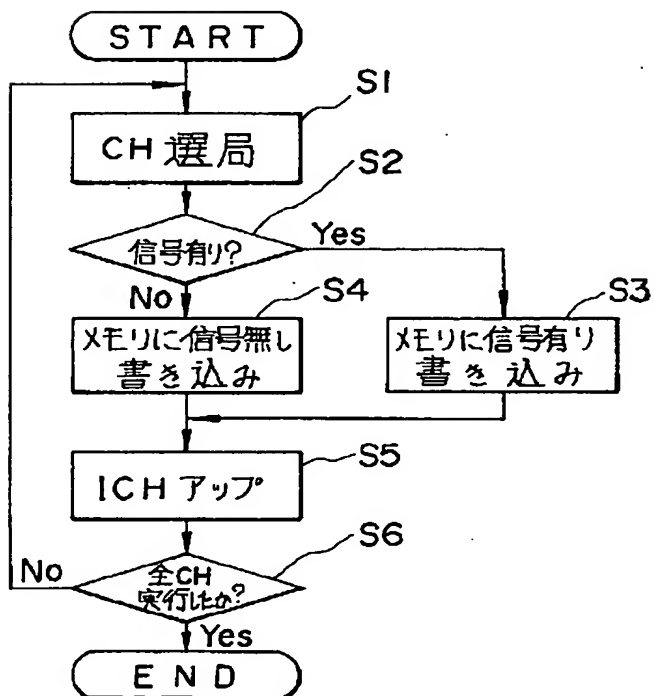 START
S1
CH 選局
S2
信号有り?
Yes
No
S4
S3
メモリに信号無し
書き込み
メモリに信号有り
書き込み
S5
1CH アップ
S6
全CH
実行したか?
No
Yes
END